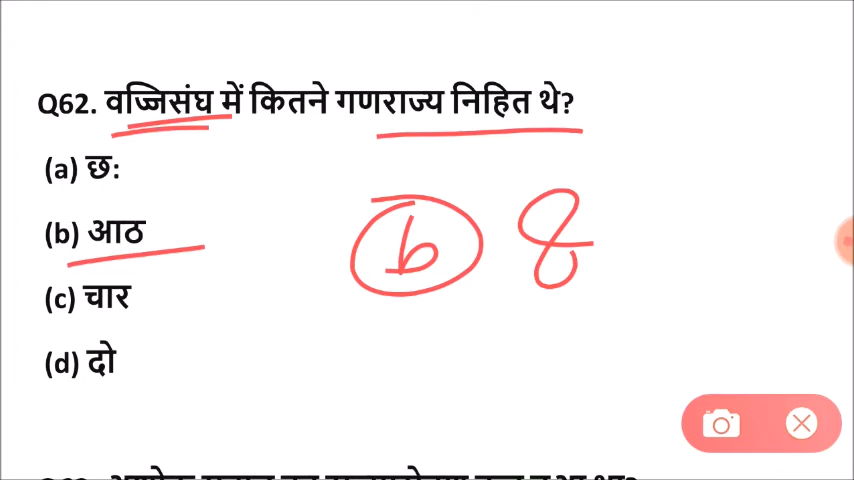 Q62. वज्जिसंघ में कितने गणराज्य निहित थे?
(a) छः
(b) आठ
b 8
(c) चार
(d) दो